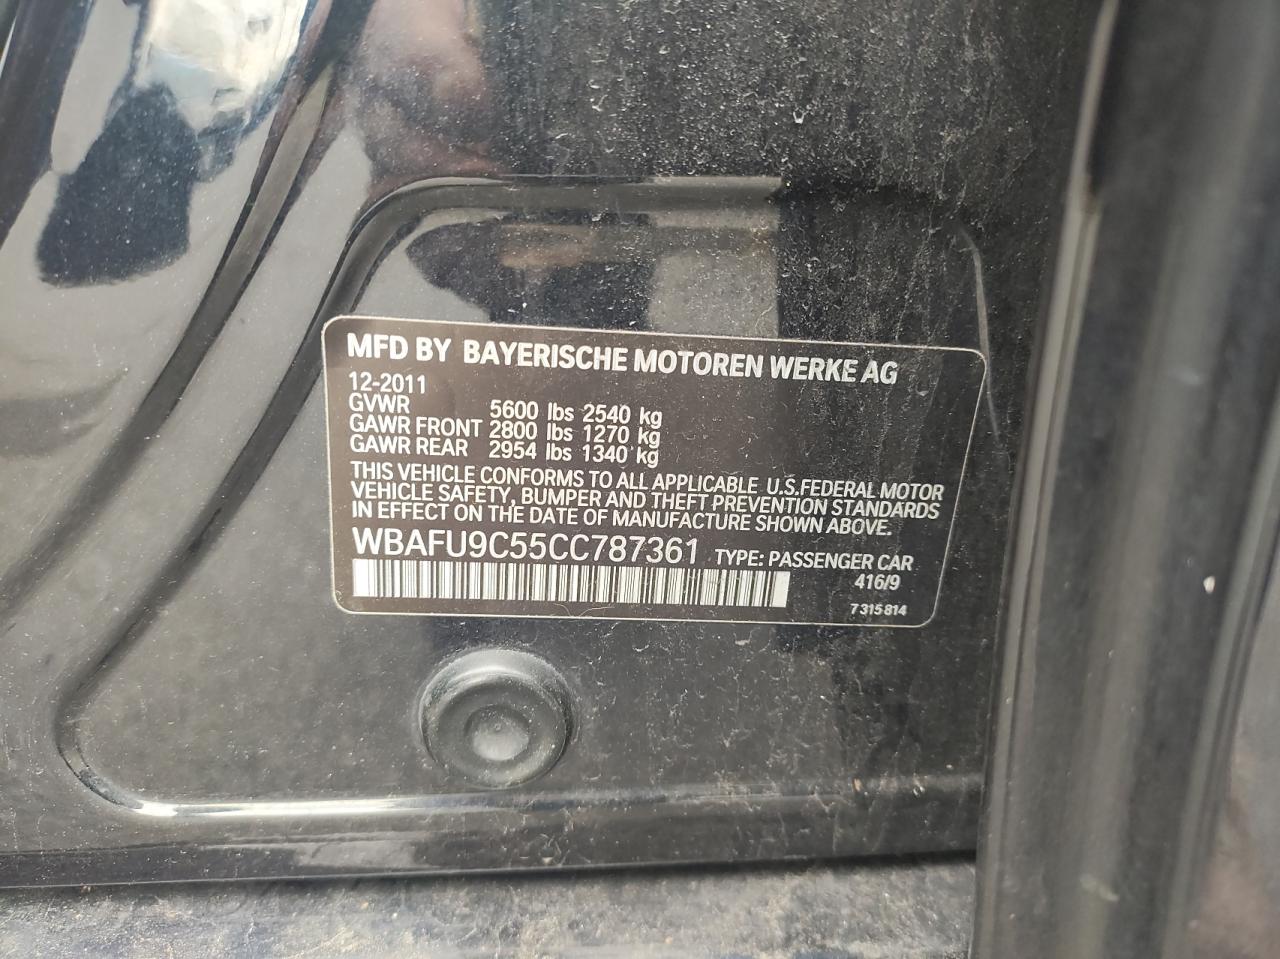 MFD BY BAYERISCHE MOTOREN WERKE AG
12-2011
GVWR 5600 lbs 2540 kg
GAWR FRONT 2800 lbs 1270 kg
GAWR REAR 2954 lbs 1340 kg
THIS VEHICLE CONFORMS TO ALL APPLICABLE U.S.FEDERAL MOTOR
VEHICLE SAFETY, BUMPER AND THEFT PREVENTION STANDARDS
IN EFFECT ON THE DATE OF MANUFACTURE SHOWN ABOVE.
WBAFU9C55CC787361 TYPE: PASSENGER CAR
416/9
7 315 814